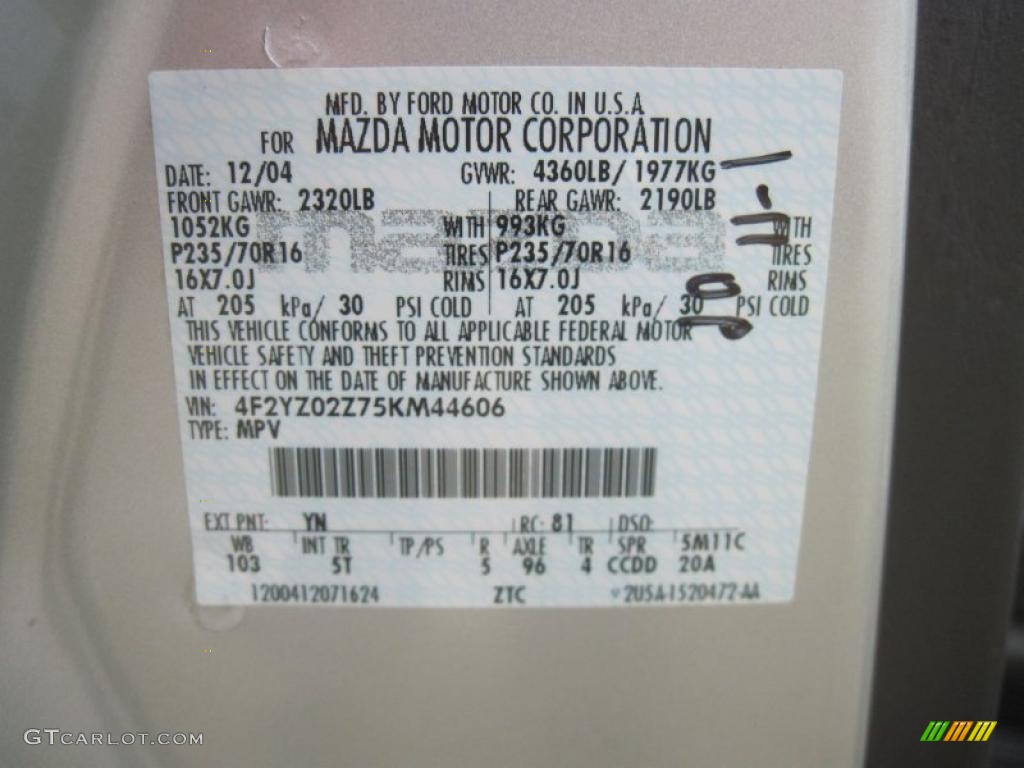 MFD. BY FORD MOTOR CO. IN U.S.A
FOR MAZDA MOTOR CORPORATION
DATE: 12/04 GVWR: 4360LB/ 1977KG
FRONT GAWR: 2320LB REAR GAWR: 2190LB
1052KG WITH 993KG WITH
P235/70R16 TIRES P235/70R16 TIRES
16X7.0J RIMS 16X7.0J RIMS
AT 205 kPa/ 30 PSI COLD AT 205 kPa/ 30 PSI COLD
mazda
THIS VEHICLE CONFORMS TO ALL APPLICABLE FEDERAL MOTOR
VEHICLE SAFETY AND THEFT PREVENTION STANDARDS
IN EFFECT ON THE DATE OF MANUFACTURE SHOWN ABOVE.
VIN: 4F2YZ02Z75KM44606
TYPE: MPV
EXT PNT: YN RC: 81 DSO:
WB INT TR TP/PS R AXLE TR SPR 5M11C
103 5T 5 96 4 CCDD 20A
1200412071624 ZTC 2U5A-1520472-AA
GTCARLOT.COM